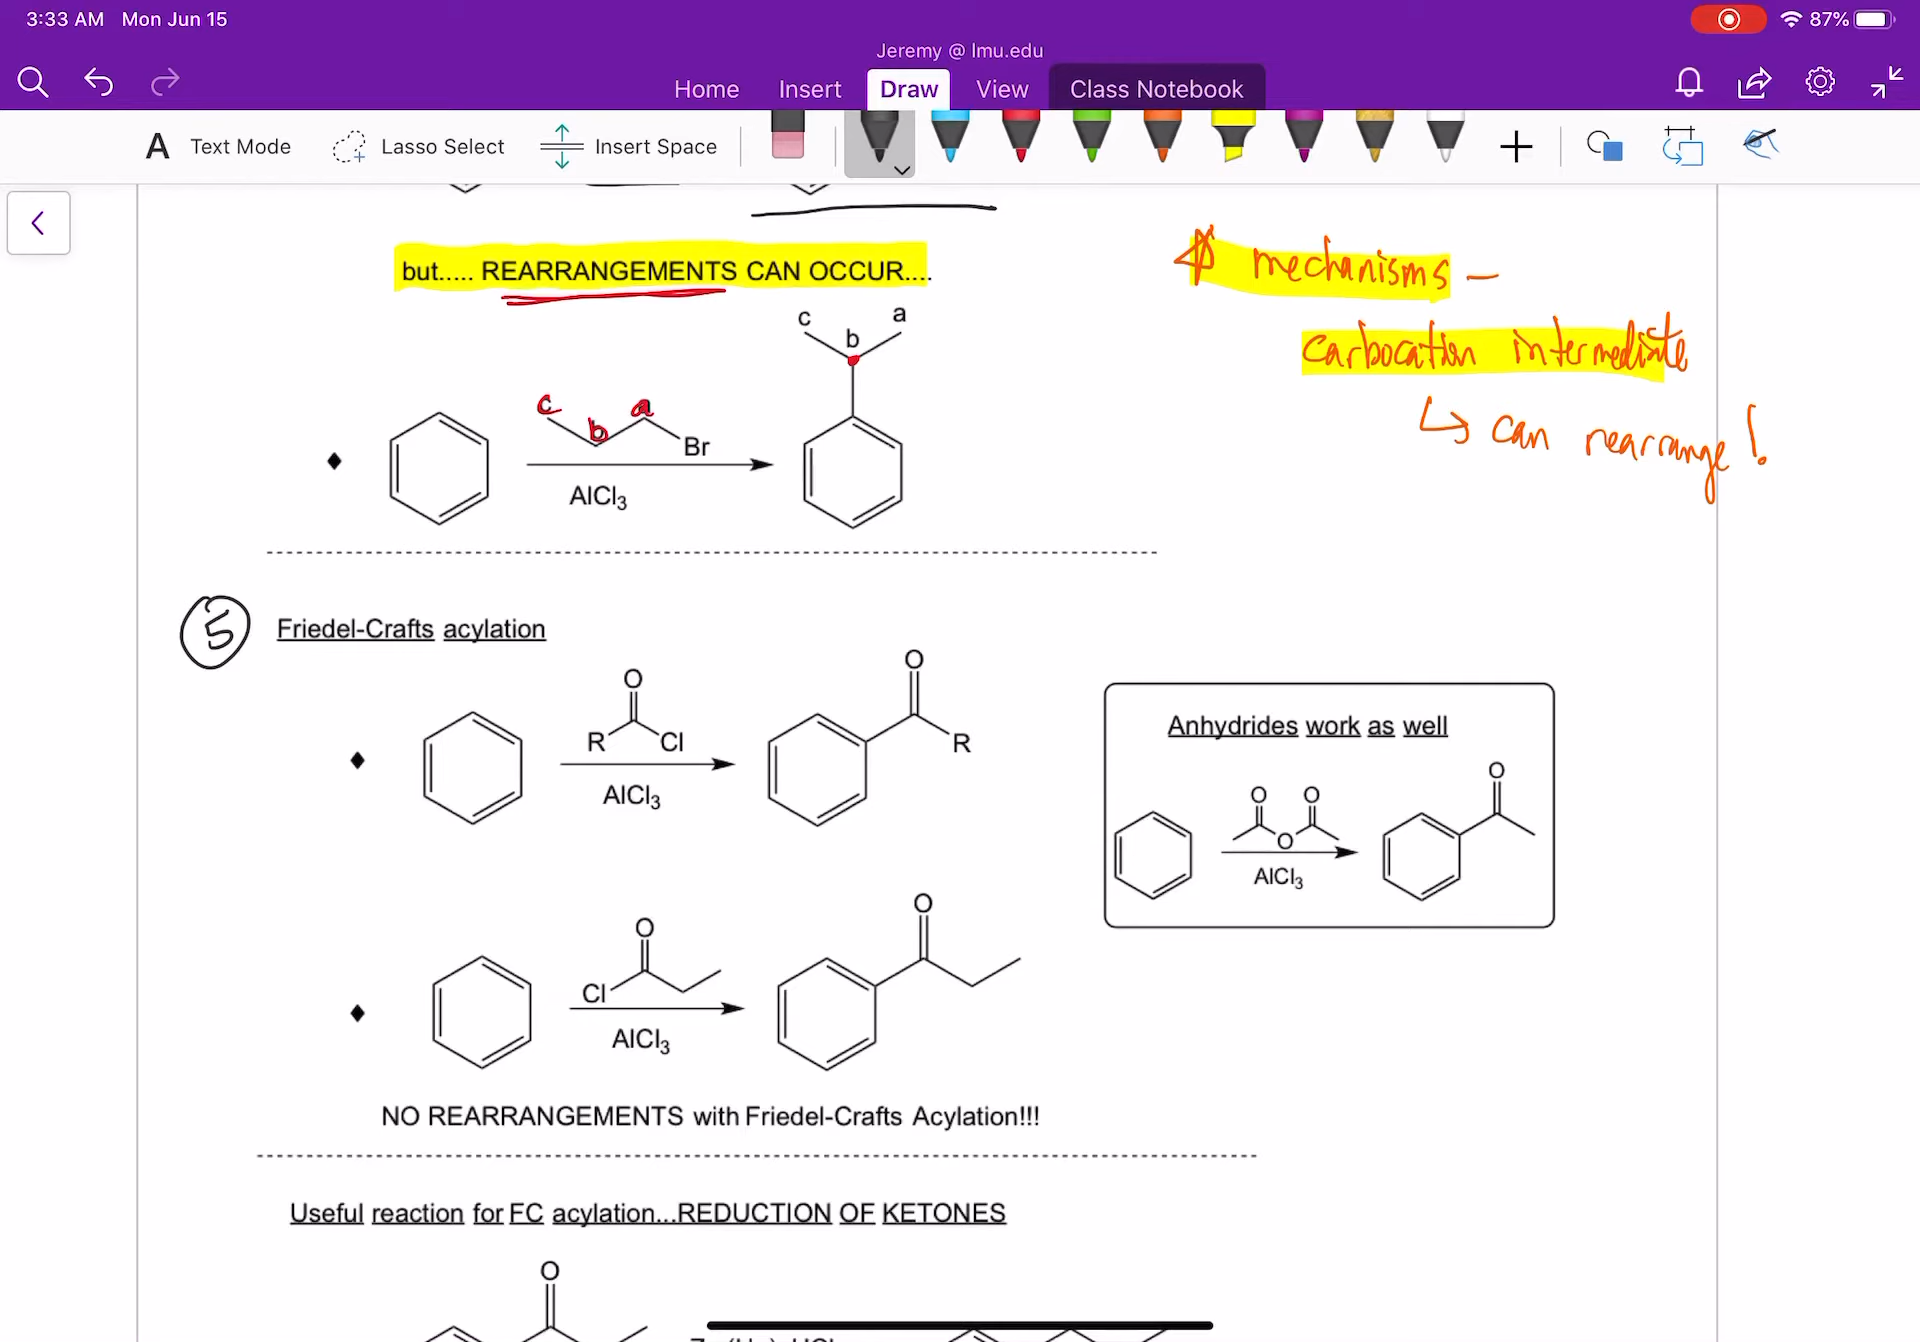 3:33 AM Mon Jun 15
87%
Jeremy @ lmu.edu
Home Insert Draw View Class Notebook
A Text Mode Lasso Select Insert Space
but..... REARRANGEMENTS CAN OCCUR....
mechanisms –
carbocation intermediate
↳ can rearrange!
c b a
c b a
Br
AlCl3
5
Friedel-Crafts acylation
O
R Cl
AlCl3
O
R
Anhydrides work as well
O O
O
AlCl3
O
O
Cl
AlCl3
O
NO REARRANGEMENTS with Friedel-Crafts Acylation!!!
Useful reaction for FC acylation...REDUCTION OF KETONES
O